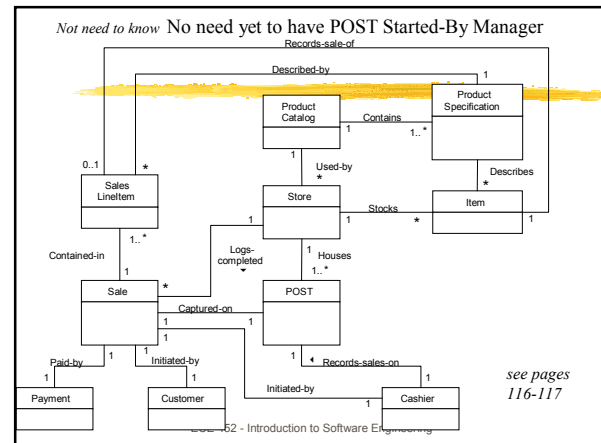 Not need to know No need yet to have POST Started-By Manager
Records-sale-of
Described-by
1
Product
Catalog
Contains
1
1..*
Product
Specification
1
Used-by
*
Describes
*
0..1
*
Sales
LineItem
Store
1
1
Stocks
*
Item
1
1..*
Contained-in
1
Logs-
completed
1
Houses
1..*
Sale
*
POST
Captured-on
1
1
1
Paid-by
1
1
Initiated-by
1
Records-sales-on
1
1
1
Initiated-by
1
1
Payment
Customer
Cashier
see pages
116-117
152 - Introduction to Software Engineering